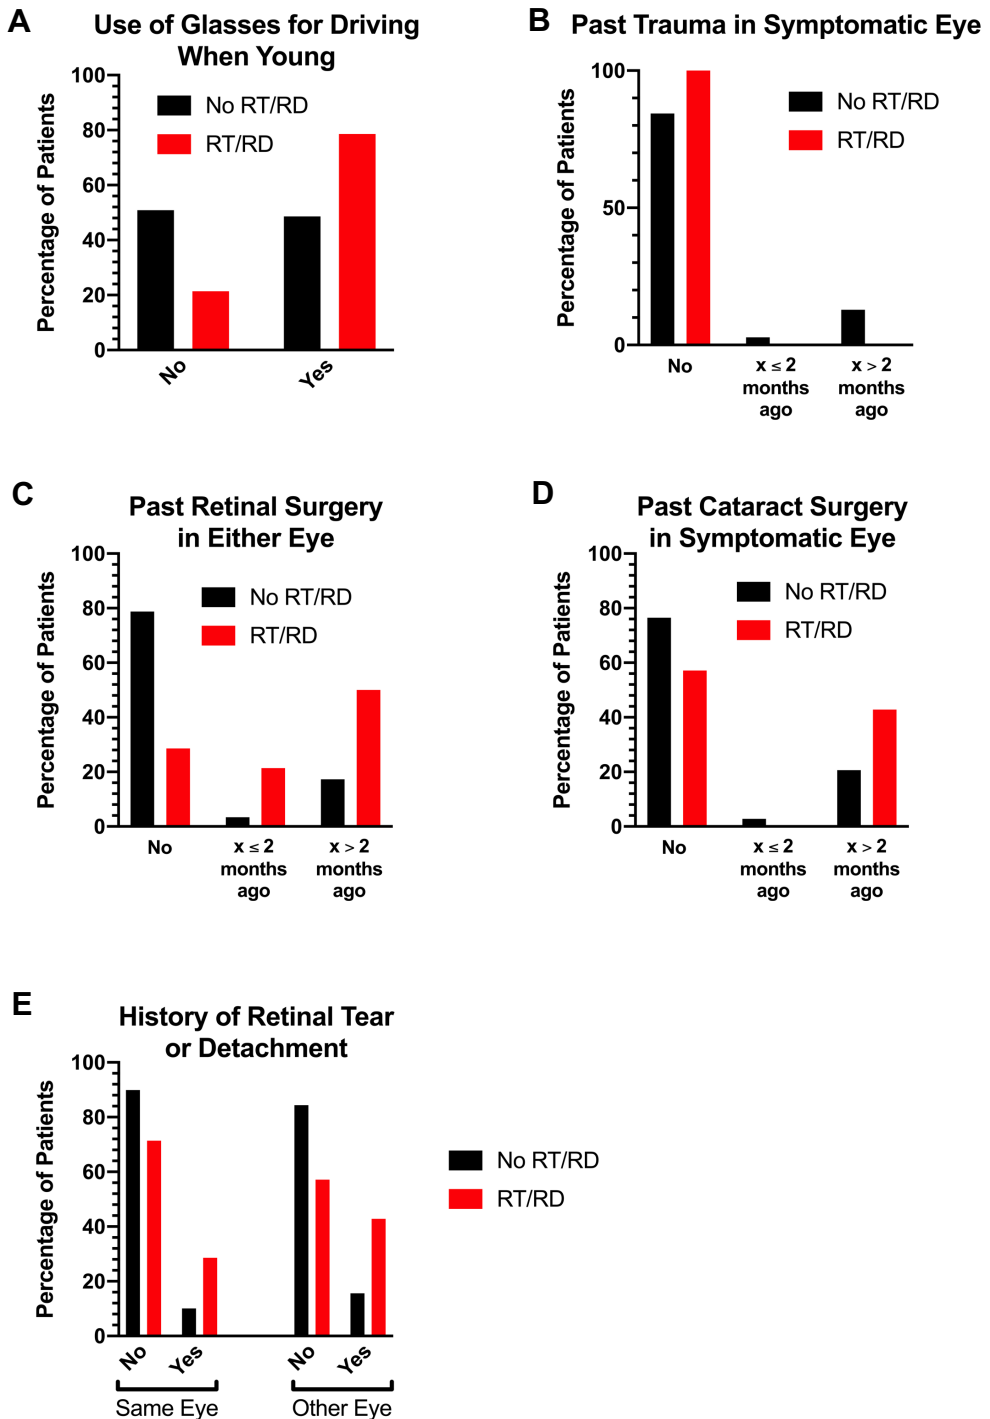 A
Use of Glasses for Driving
When Young
Percentage of Patients
100
80
60
40
20
0
No RT/RD
RT/RD
No
Yes
B
Past Trauma in Symptomatic Eye
Percentage of Patients
100
50
0
No RT/RD
RT/RD
No
x ≤ 2
months
ago
x > 2
months
ago
C
Past Retinal Surgery
in Either Eye
Percentage of Patients
100
80
60
40
20
0
No RT/RD
RT/RD
No
x ≤ 2
months
ago
x > 2
months
ago
D
Past Cataract Surgery
in Symptomatic Eye
Percentage of Patients
100
80
60
40
20
0
No RT/RD
RT/RD
No
x ≤ 2
months
ago
x > 2
months
ago
E
History of Retinal Tear
or Detachment
Percentage of Patients
100
80
60
40
20
0
No RT/RD
RT/RD
No
Yes
No
Yes
Same Eye
Other Eye